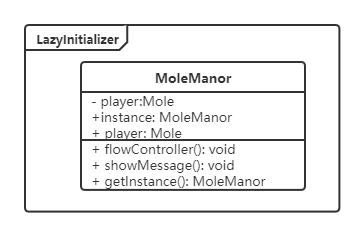 LazyInitializer
MoleManor
- player:Mole
+instance: MoleManor
+ player: Mole
+ flowController(): void
+ showMessage(): void
+ getInstance(): MoleManor